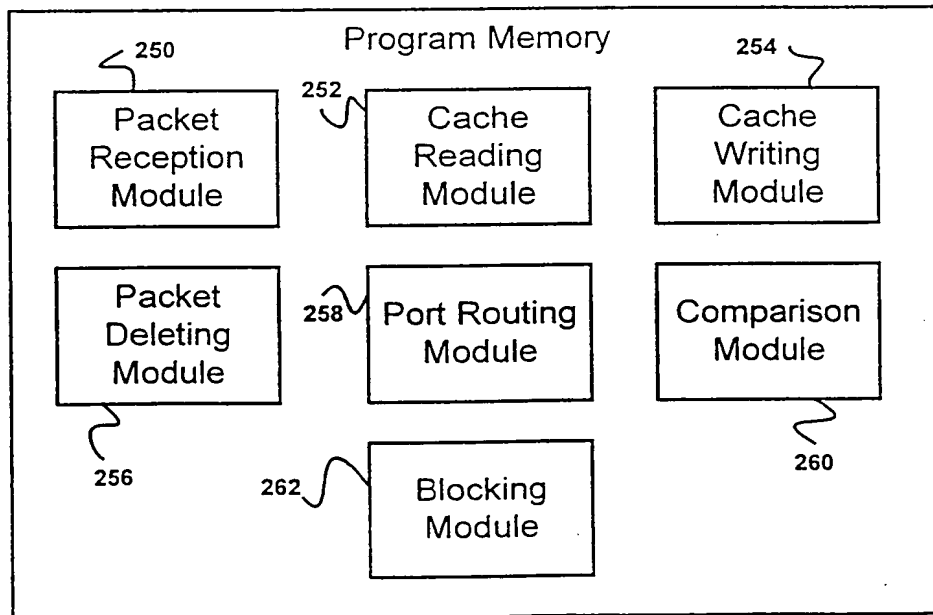 Program Memory
250
252
254
Packet
Reception
Module
Cache
Reading
Module
Cache
Writing
Module
Packet
Deleting
Module
258
Port Routing
Module
Comparison
Module
256
262
260
Blocking
Module